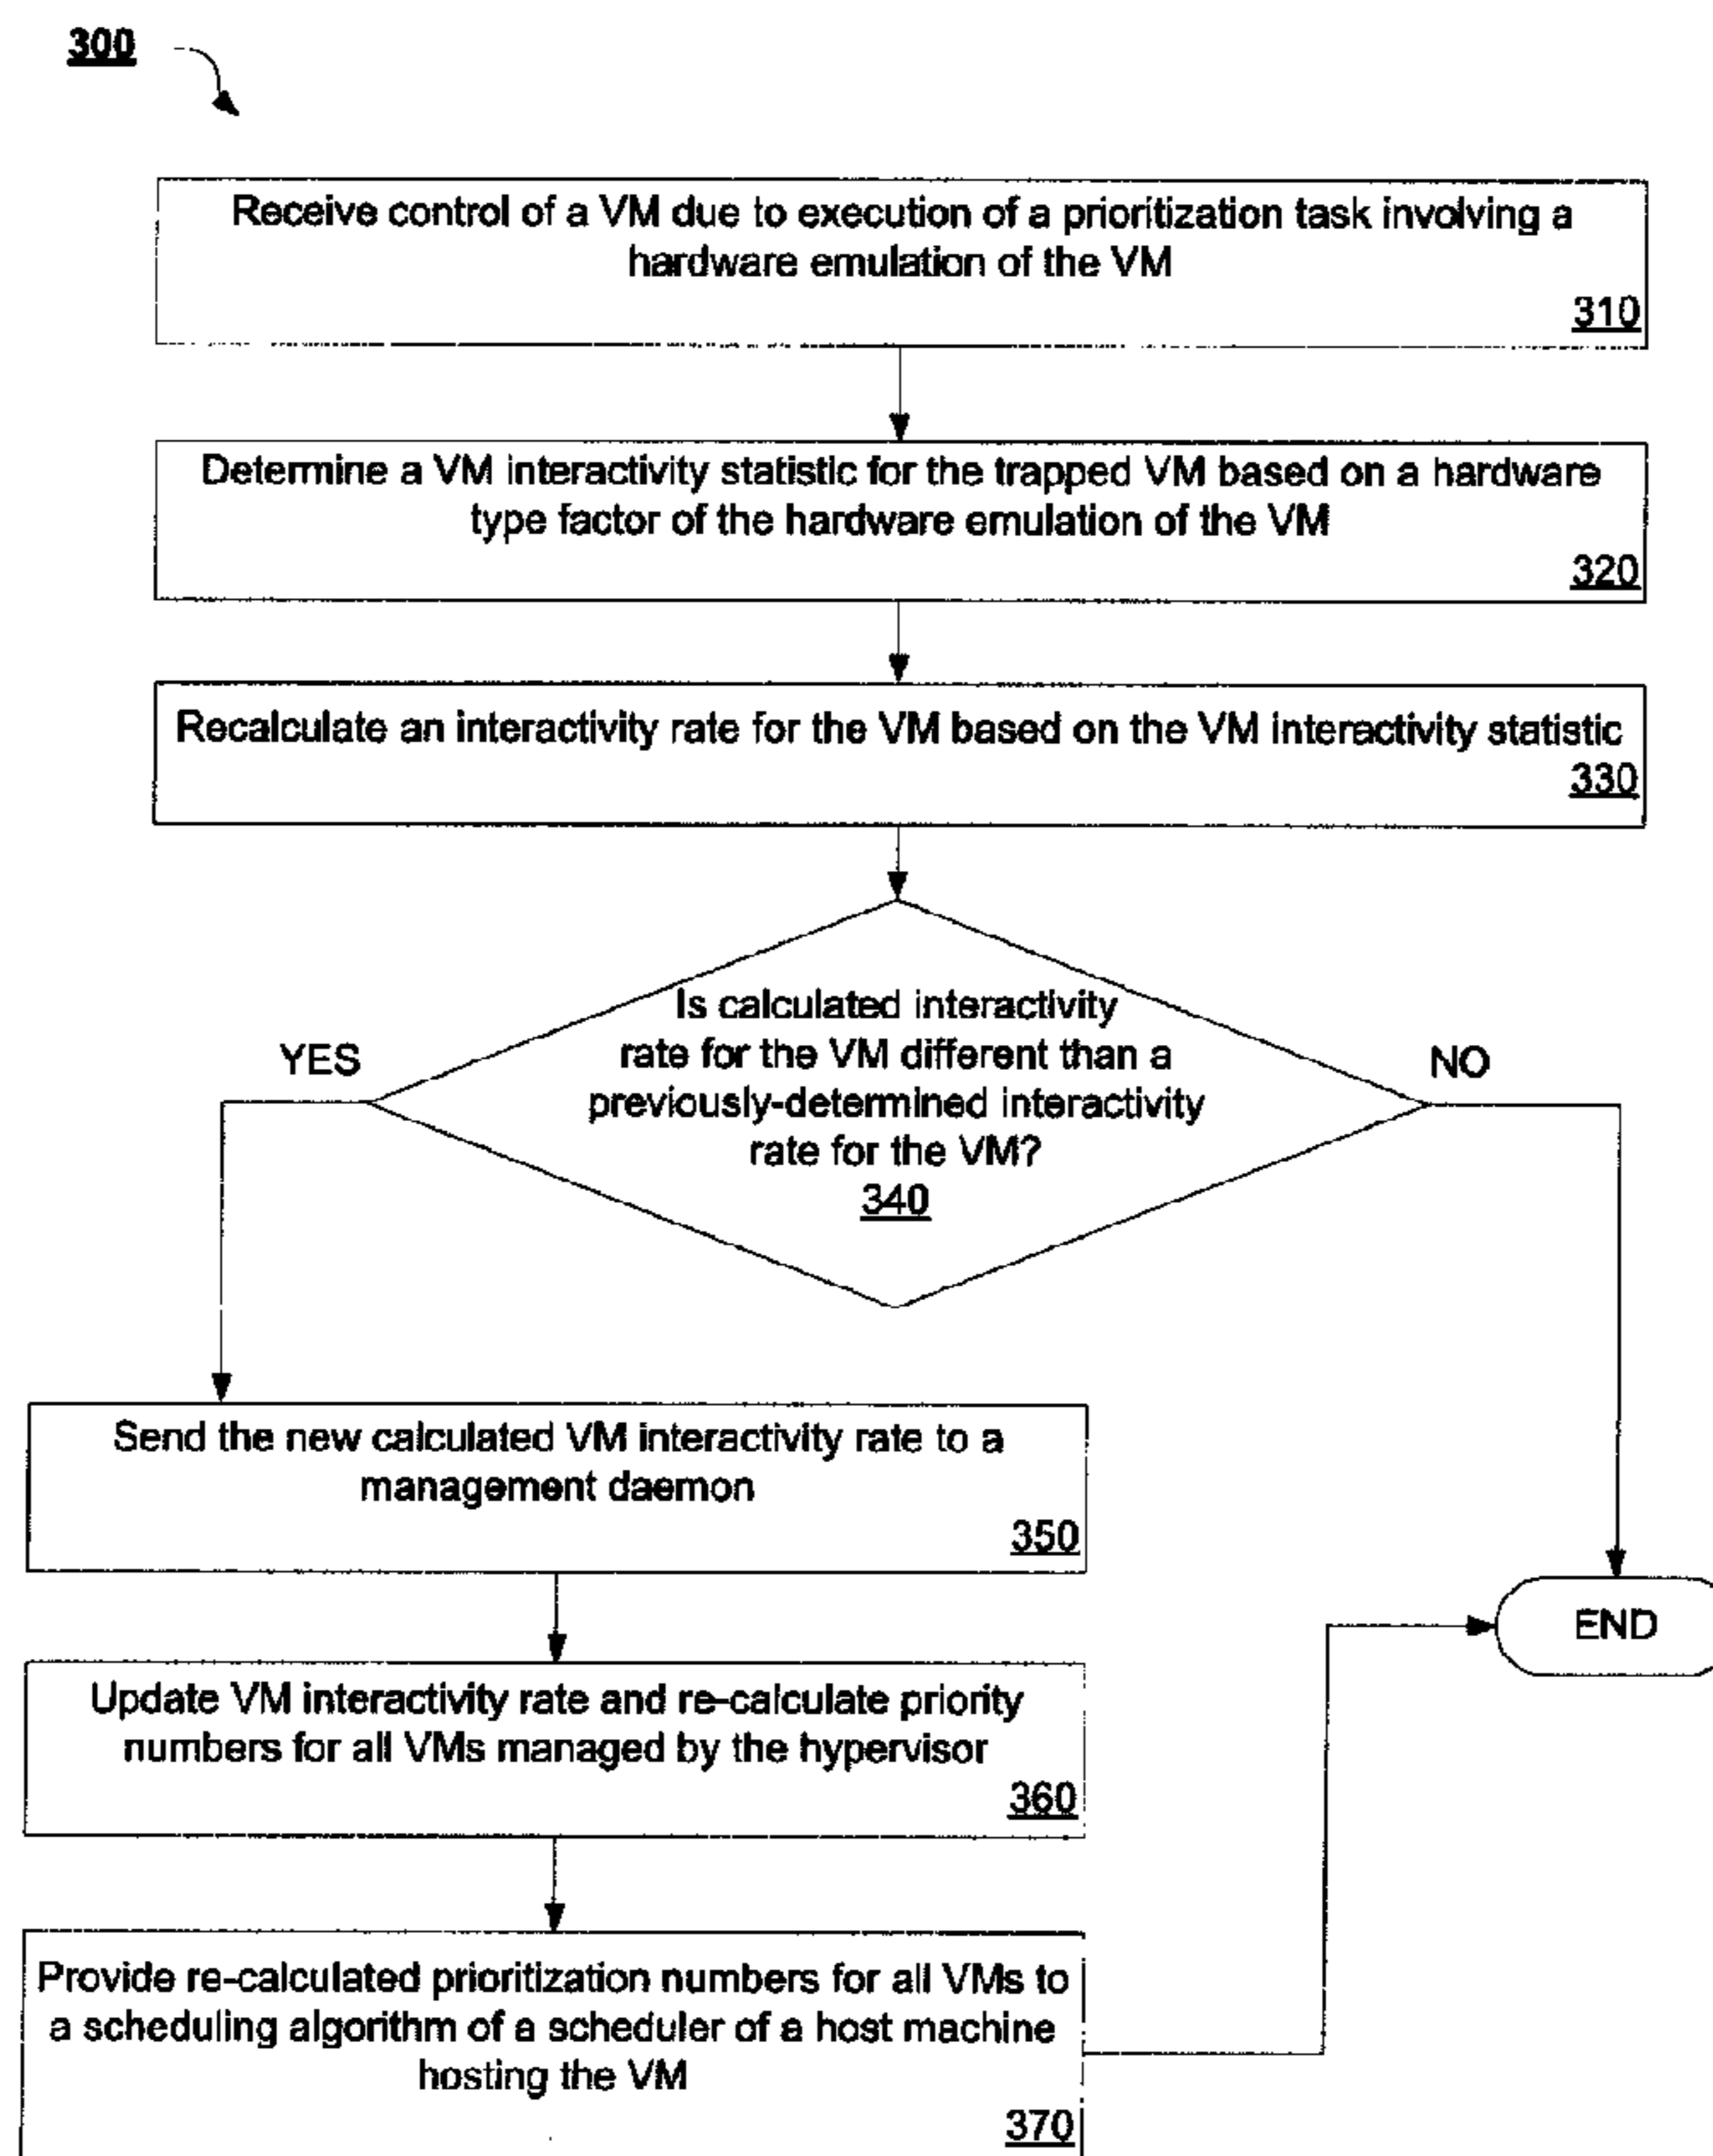 300
Receive control of a VM due to execution of a prioritization task involving a
hardware emulation of the VM
310
Determine a VM interactivity statistic for the trapped VM based on a hardware
type factor of the hardware emulation of the VM
320
Recalculate an interactivity rate for the VM based on the VM interactivity statistic
330
Is calculated interactivity
rate for the VM different than a
previously-determined interactivity
rate for the VM?
340
YES
NO
Send the new calculated VM interactivity rate to a
management daemon
350
END
Update VM interactivity rate and re-calculate priority
numbers for all VMs managed by the hypervisor
360
Provide re-calculated prioritization numbers for all VMs to
a scheduling algorithm of a scheduler of a host machine
hosting the VM
370